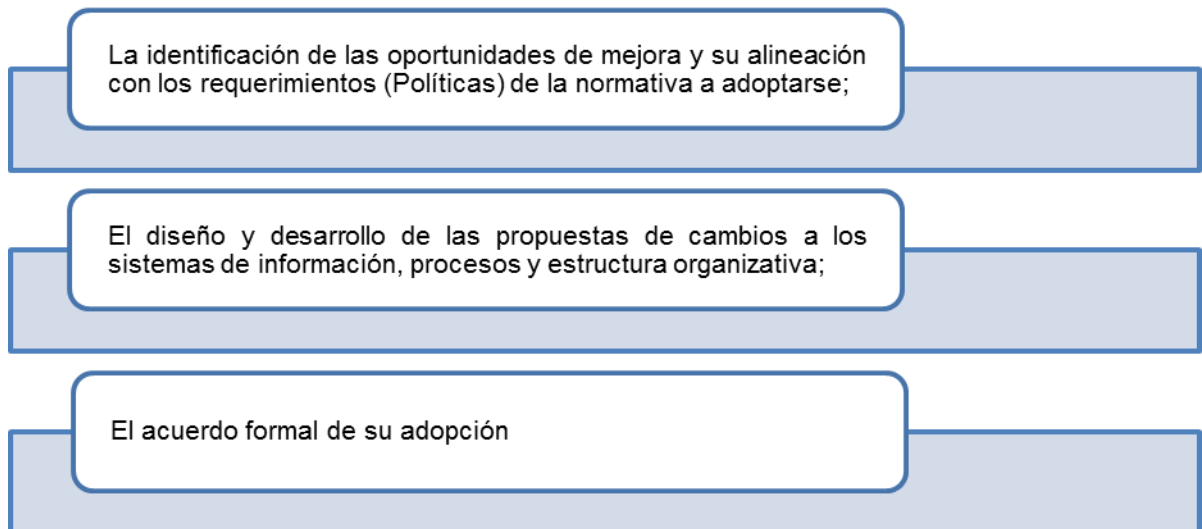 La identificación de las oportunidades de mejora y su alineación
con los requerimientos (Políticas) de la normativa a adoptarse;
El diseño y desarrollo de las propuestas de cambios a los
sistemas de información, procesos y estructura organizativa;
El acuerdo formal de su adopción